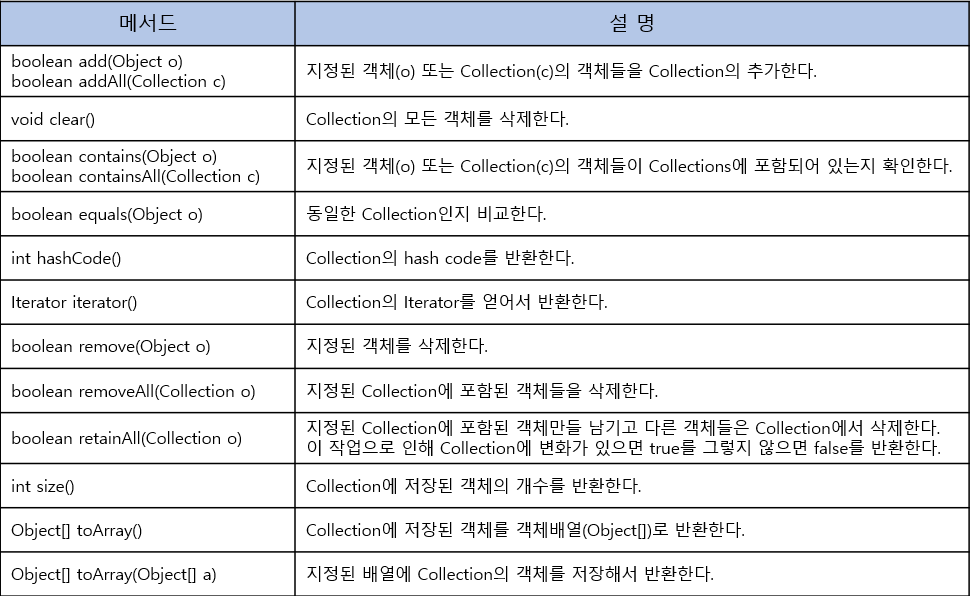 메서드
설 명
boolean add(Object o)
boolean addAll(Collection c)
지정된 객체(o) 또는 Collection(c)의 객체들을 Collection의 추가한다.
void clear()
Collection의 모든 객체를 삭제한다.
boolean contains(Object o)
boolean containsAll(Collection c)
지정된 객체(o) 또는 Collection(c)의 객체들이 Collections에 포함되어 있는지 확인한다.
boolean equals(Object o)
동일한 Collection인지 비교한다.
int hashCode()
Collection의 hash code를 반환한다.
Iterator iterator()
Collection의 Iterator를 얻어서 반환한다.
boolean remove(Object o)
지정된 객체를 삭제한다.
boolean removeAll(Collection o)
지정된 Collection에 포함된 객체들을 삭제한다.
boolean retainAll(Collection o)
지정된 Collection에 포함된 객체만들 남기고 다른 객체들은 Collection에서 삭제한다.
이 작업으로 인해 Collection에 변화가 있으면 true를 그렇지 않으면 false를 반환한다.
int size()
Collection에 저장된 객체의 개수를 반환한다.
Object[] toArray()
Collection에 저장된 객체를 객체배열(Object[])로 반환한다.
Object[] toArray(Object[] a)
지정된 배열에 Collection의 객체를 저장해서 반환한다.